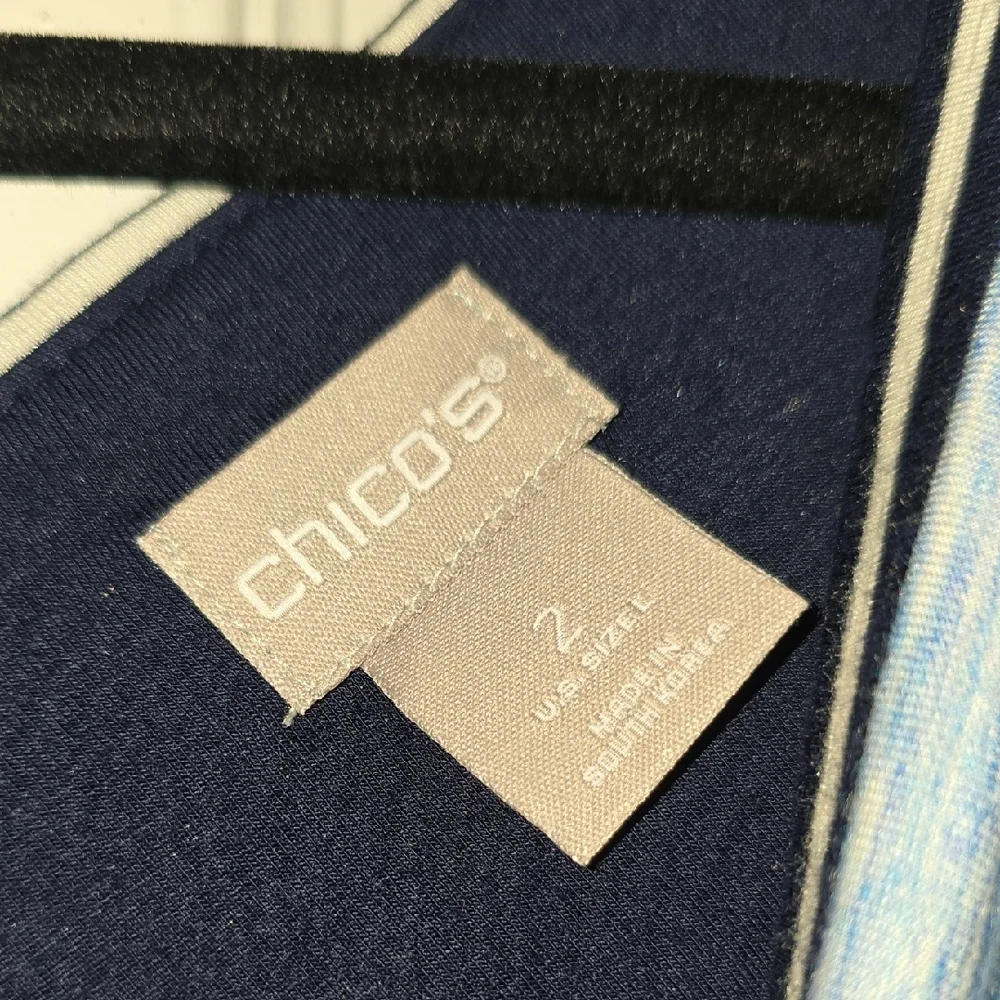 chico's®
2
U.S. SIZE L
MADE IN
SOUTH KOREA